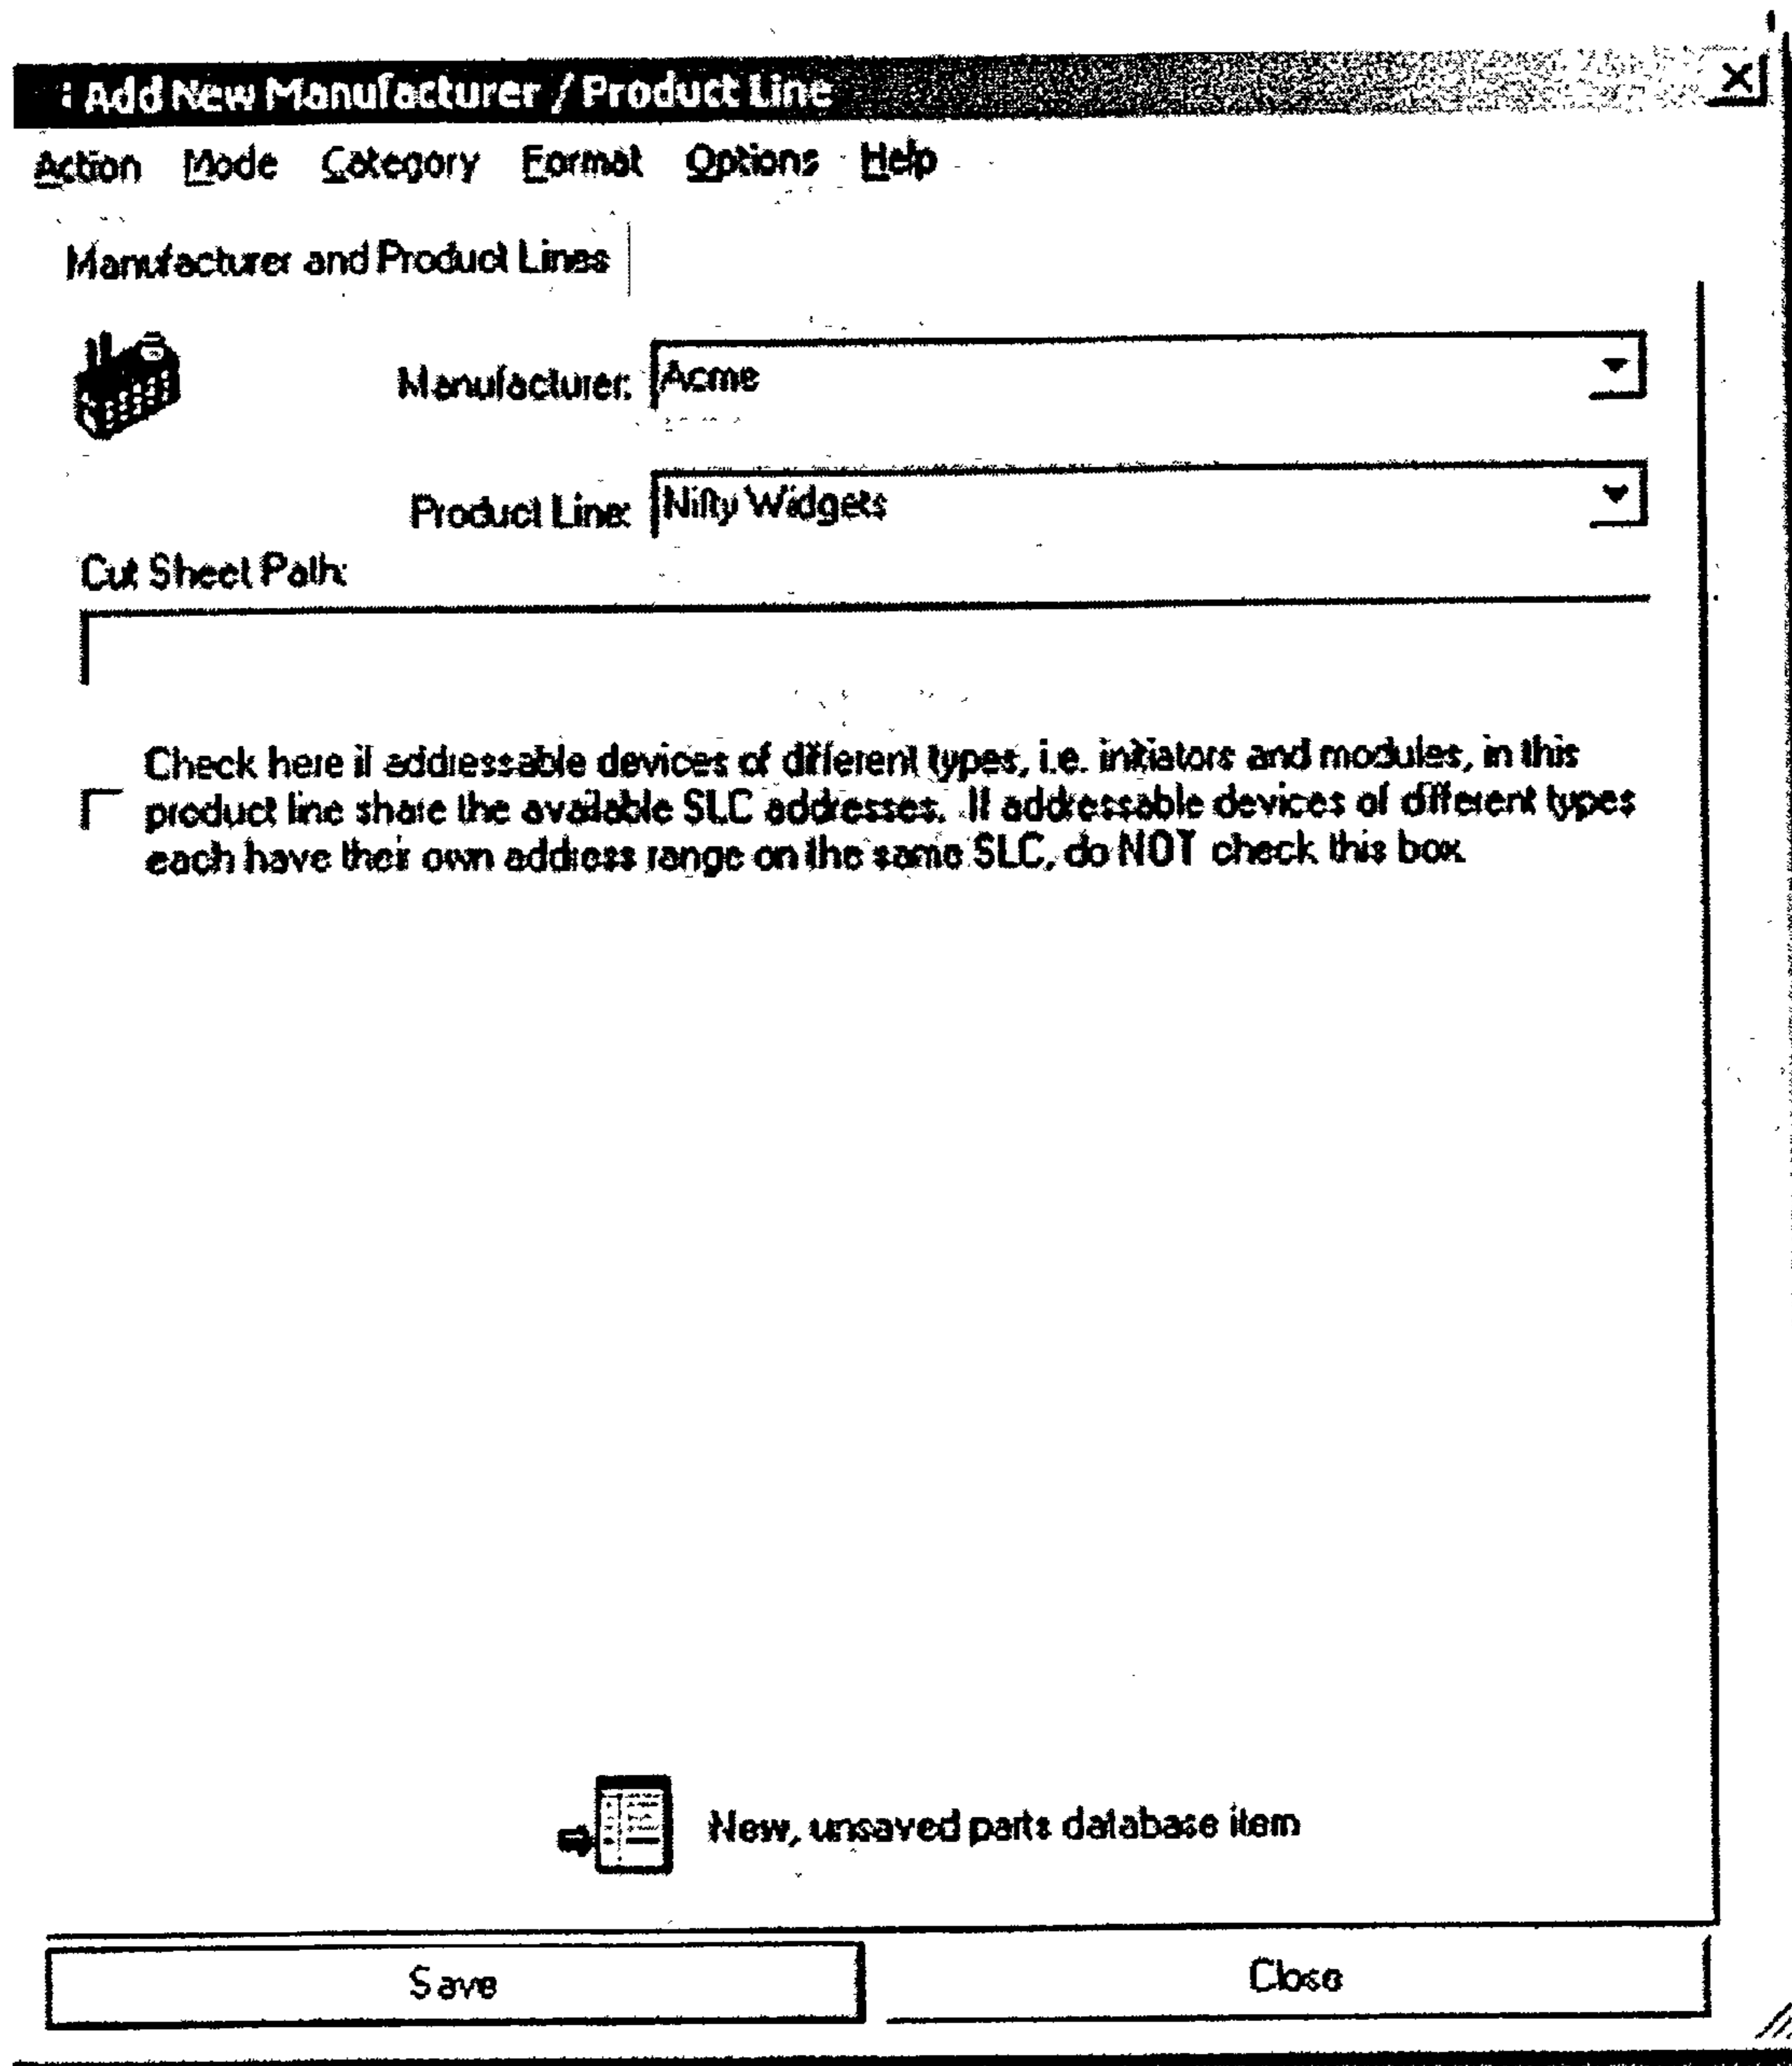 Add New Manufacturer / Product Line
Action Mode Category Format Options Help
Manufacturer and Product Lines
Manufacturer: Acme
Product Line: Nifty Widgets
Cut Sheet Path:
Check here if addressable devices of different types, i.e. initiators and modules, in this
product line share the available SLC addresses. If addressable devices of different types
each have their own address range on the same SLC, do NOT check this box.
New, unsaved parts database item
Save Close